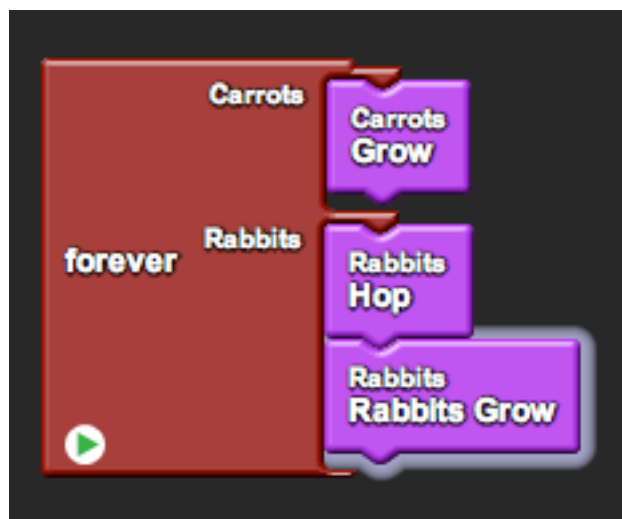 Carrots
Carrots
Grow
forever
Rabbits
Rabbits
Hop
Rabbits
Rabbits Grow